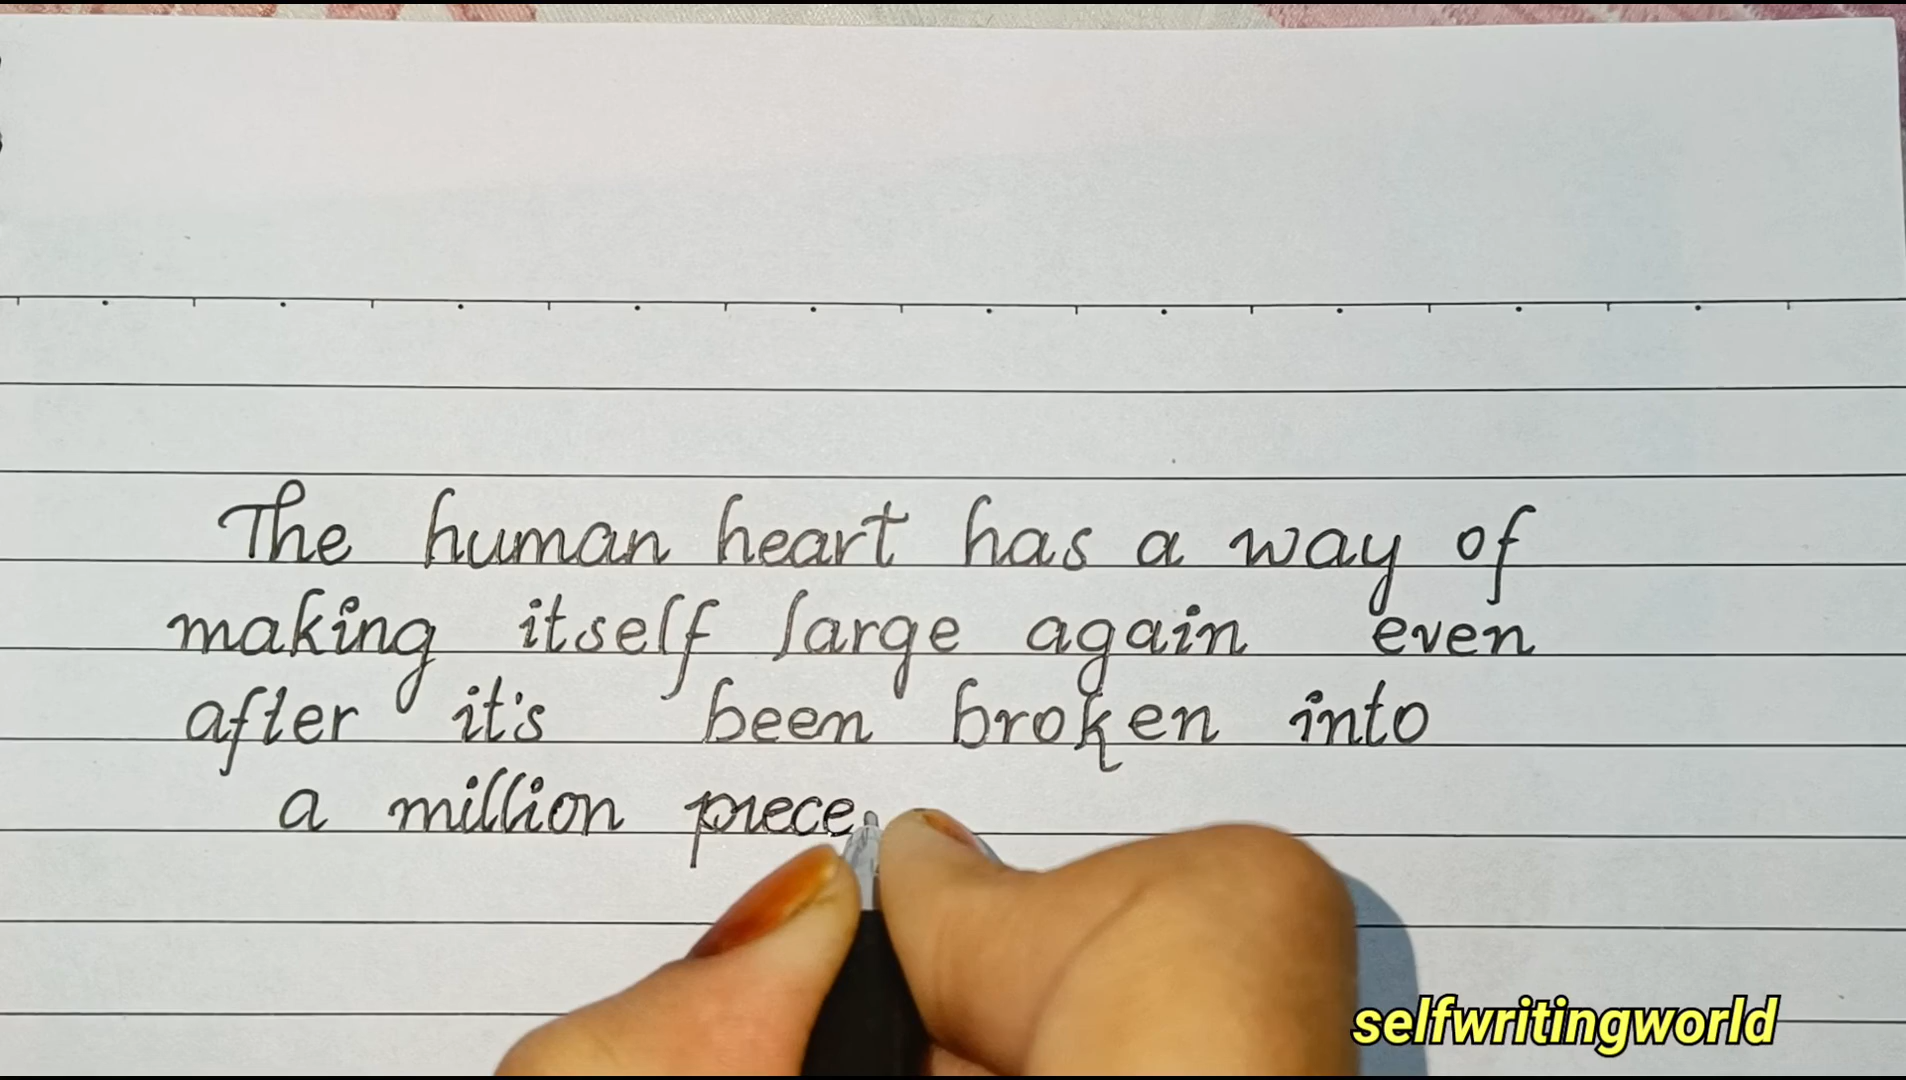 The human heart has a way of
making itself large again even
after it's been broken into
a million piece
selfwritingworld